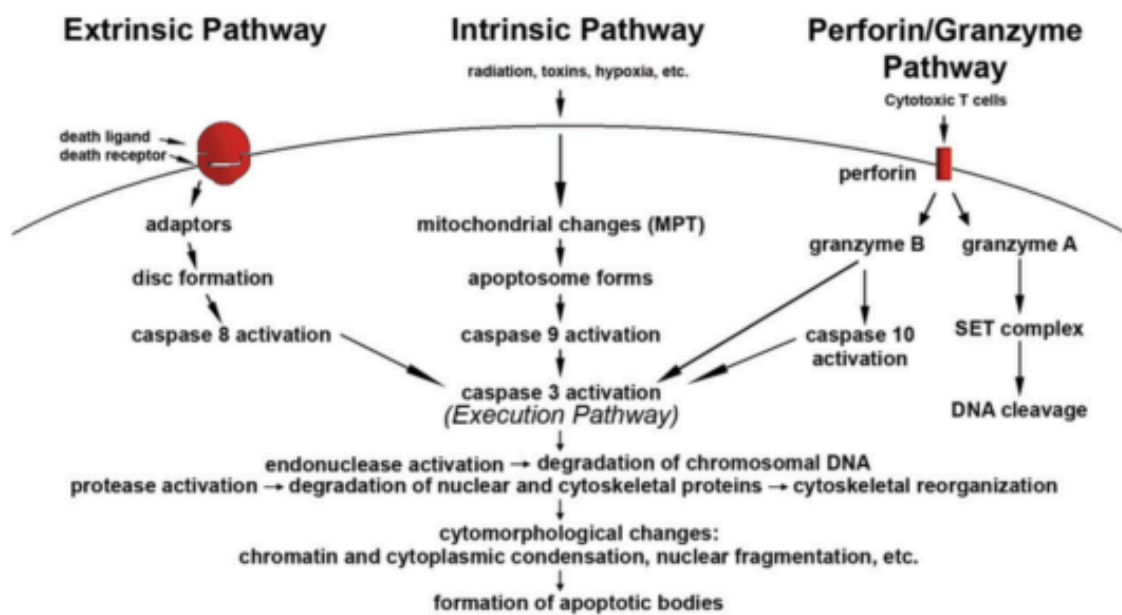 Extrinsic Pathway
Intrinsic Pathway
Perforin/Granzyme
Pathway
radiation, toxins, hypoxia, etc.
Cytotoxic T cells
death ligand
death receptor
perforin
adaptors
mitochondrial changes (MPT)
granzyme B
granzyme A
disc formation
apoptosome forms
caspase 8 activation
caspase 9 activation
caspase 10
activation
SET complex
caspase 3 activation
(Execution Pathway)
DNA cleavage
endonuclease activation → degradation of chromosomal DNA
protease activation → degradation of nuclear and cytoskeletal proteins → cytoskeletal reorganization
cytomorphological changes:
chromatin and cytoplasmic condensation, nuclear fragmentation, etc.
formation of apoptotic bodies